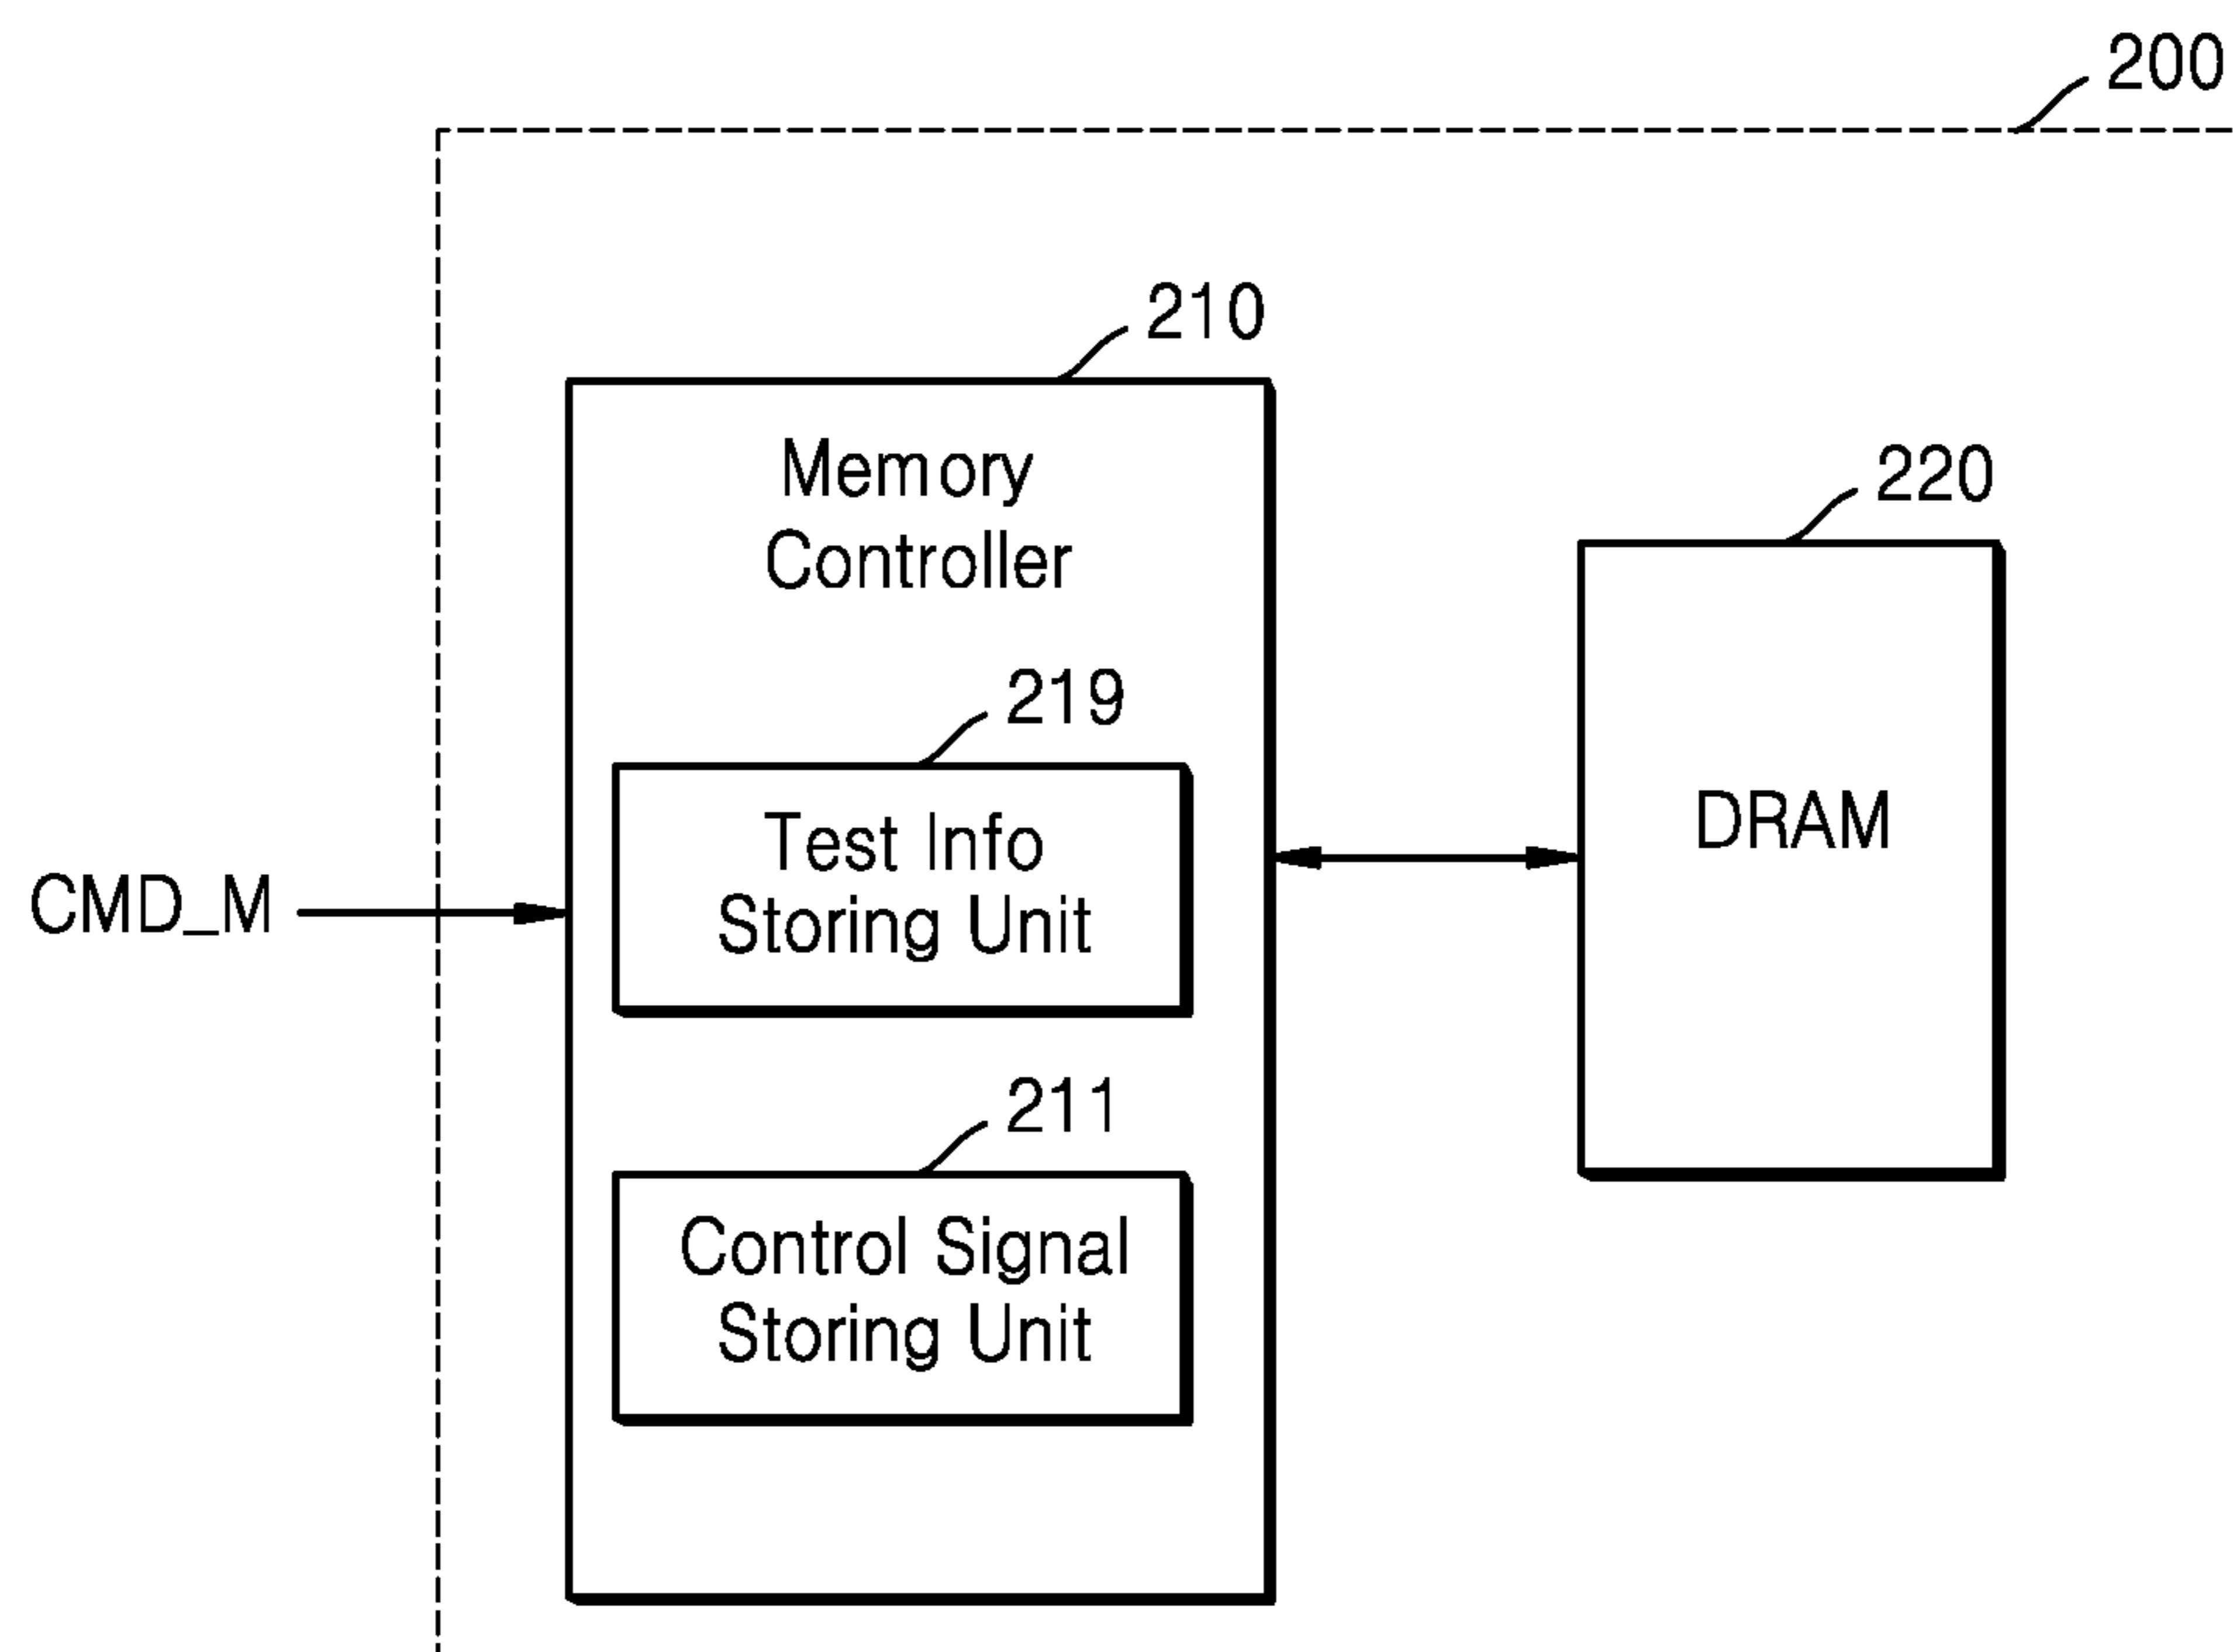 200
210
Memory
Controller
220
219
Test Info
Storing Unit
DRAM
CMD_M
211
Control Signal
Storing Unit